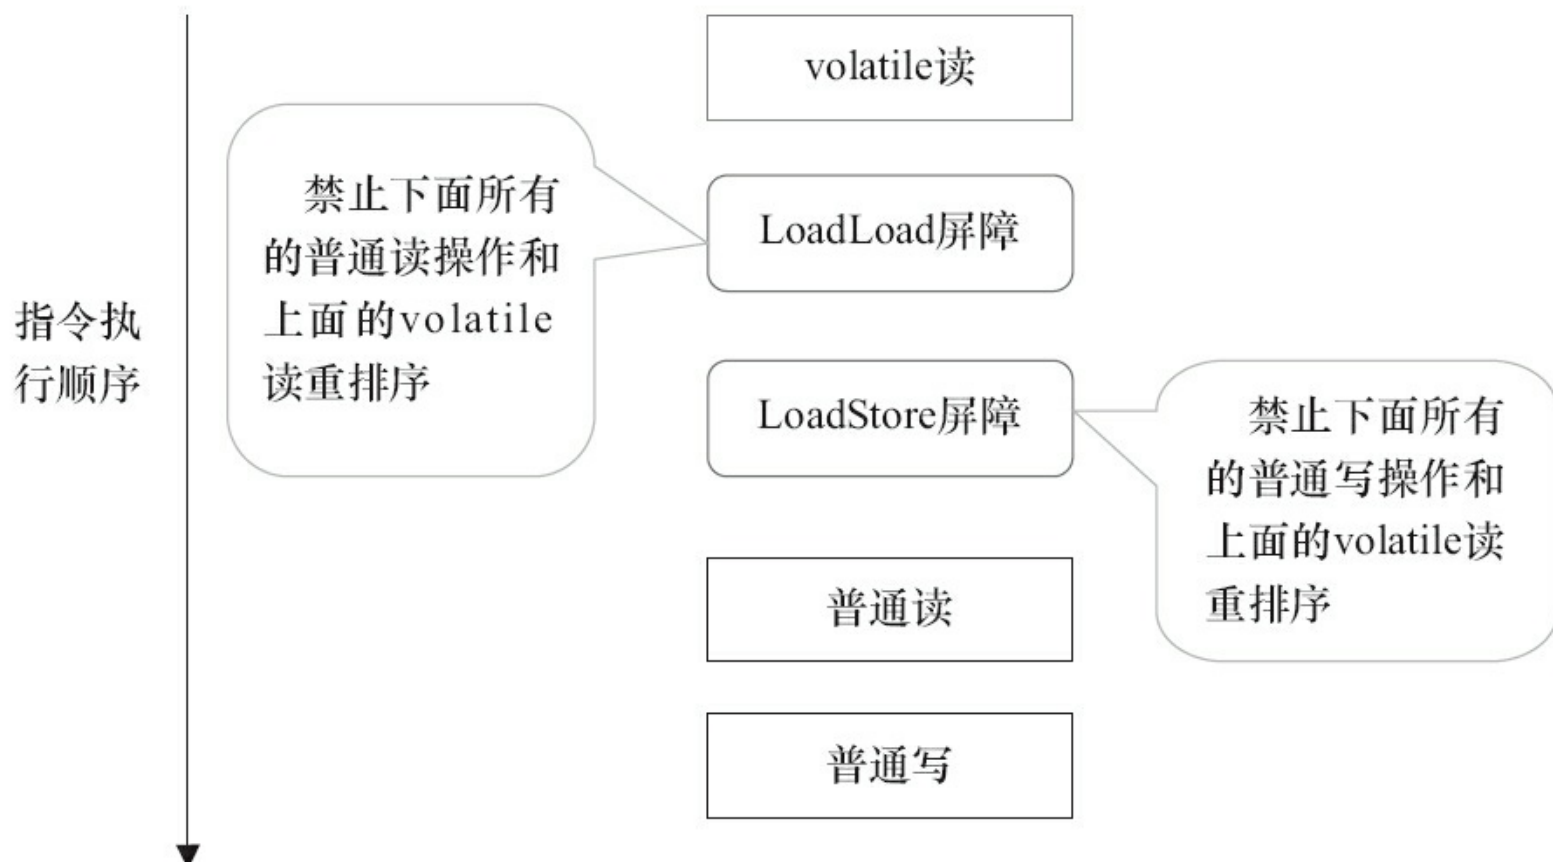 volatile读
禁止下面所有
的普通读操作和
上面的volatile
读重排序
LoadLoad屏障
指令执
行顺序
LoadStore屏障
禁止下面所有
的普通写操作和
上面的volatile读
重排序
普通读
普通写